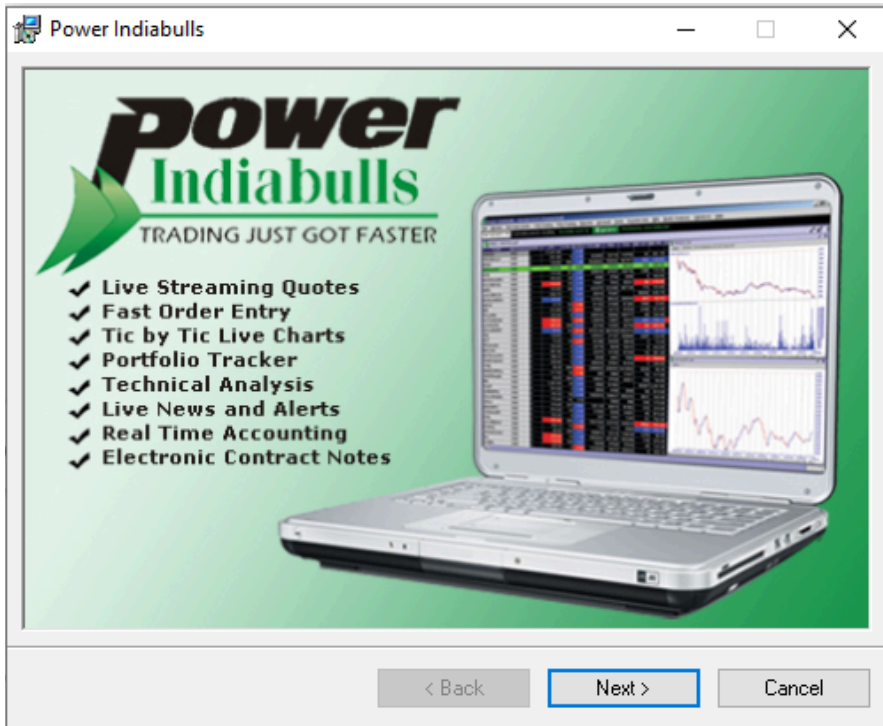 Power Indiabulls
power
Indiabulls
TRADING JUST GOT FASTER
Live Streaming Quotes
Fast Order Entry
Tic by Tic Live Charts
Portfolio Tracker
Technical Analysis
Live News and Alerts
Real Time Accounting
Electronic Contract Notes
< Back
Next >
Cancel